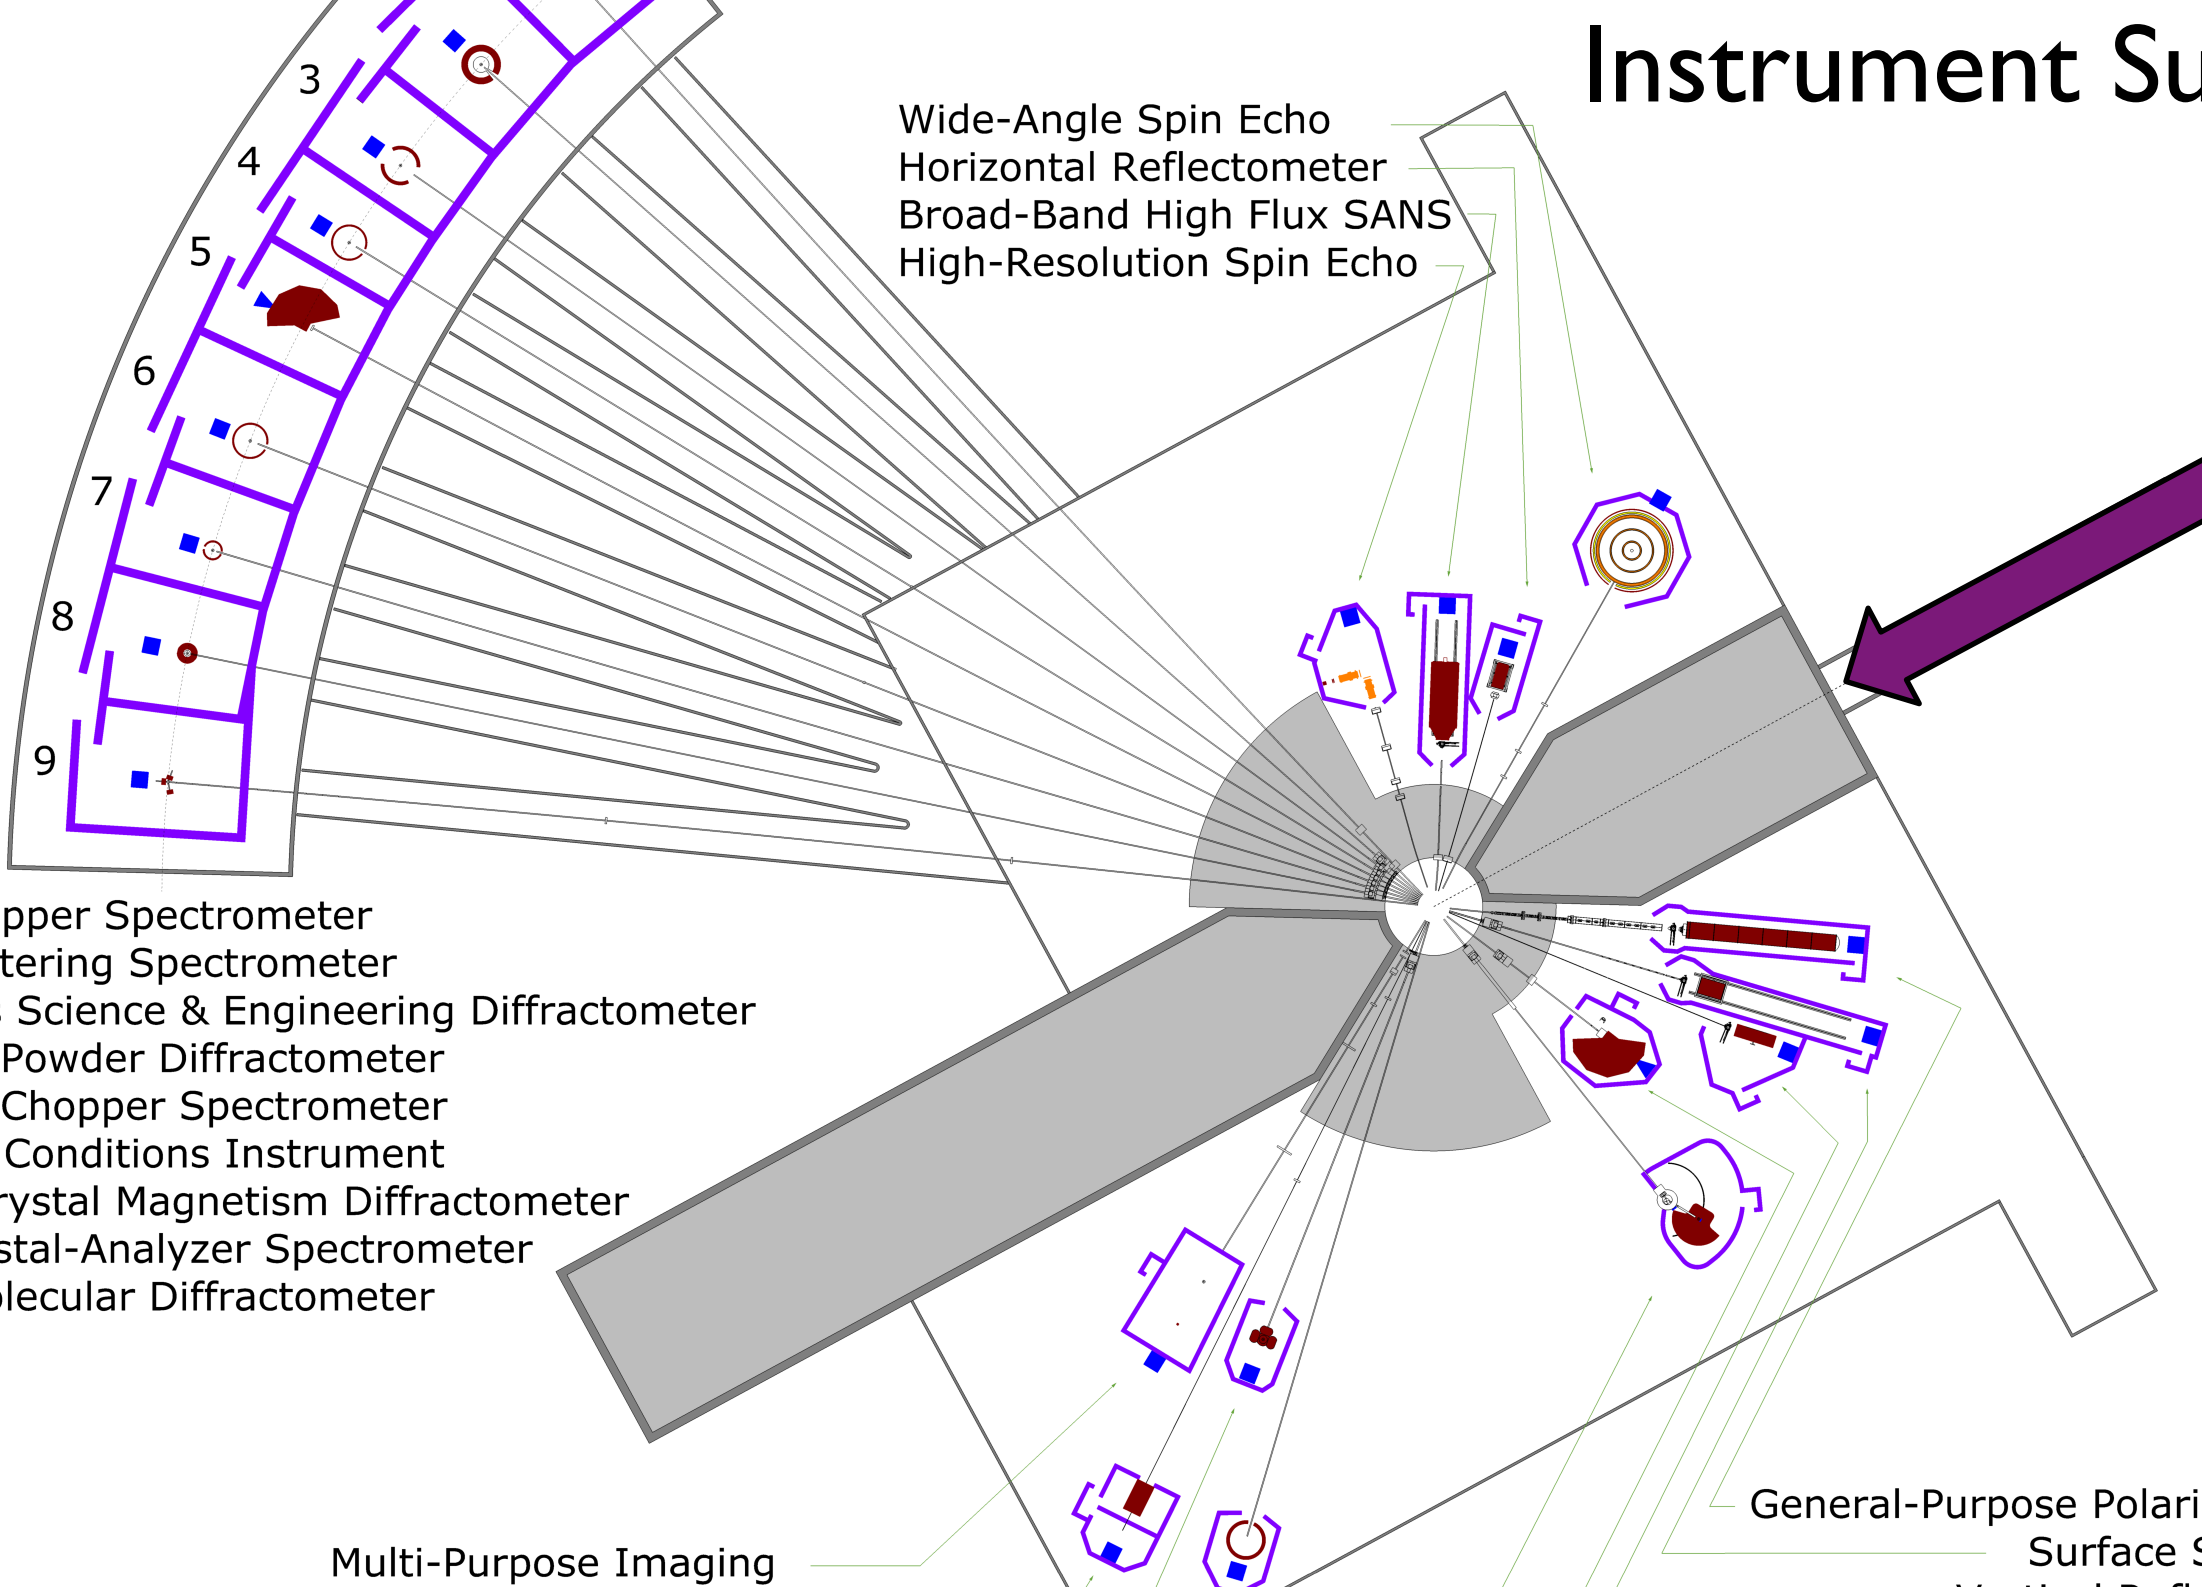 Instrument Su
3
Wide-Angle Spin Echo
4
Horizontal Reflectometer
Broad-Band High Flux SANS
5
High-Resolution Spin Echo
6
7
8
9
pper Spectrometer
tering Spectrometer
s Science & Engineering Diffractometer
Powder Diffractometer
Chopper Spectrometer
Conditions Instrument
rystal Magnetism Diffractometer
stal-Analyzer Spectrometer
olecular Diffractometer
General-Purpose Polari
Surface S
Multi-Purpose Imaging